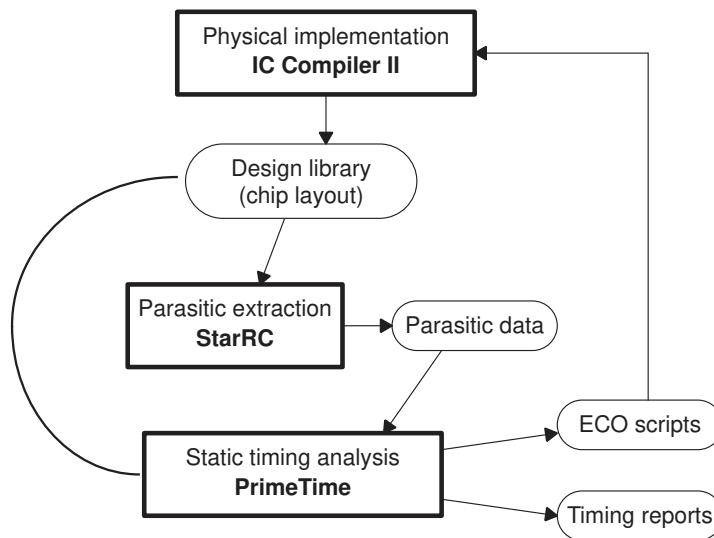 Physical implementation
IC Compiler II
Design library
(chip layout)
Parasitic extraction
StarRC
Parasitic data
Static timing analysis
PrimeTime
ECO scripts
Timing reports